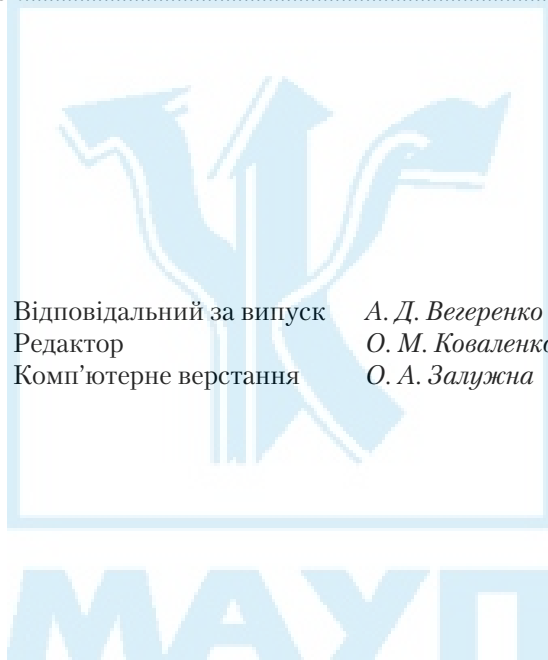 Відповідальний за випуск А. Д. Вегеренко
Редактор О. М. Коваленко
Комп’ютерне верстання О. А. Залужна
МАУП